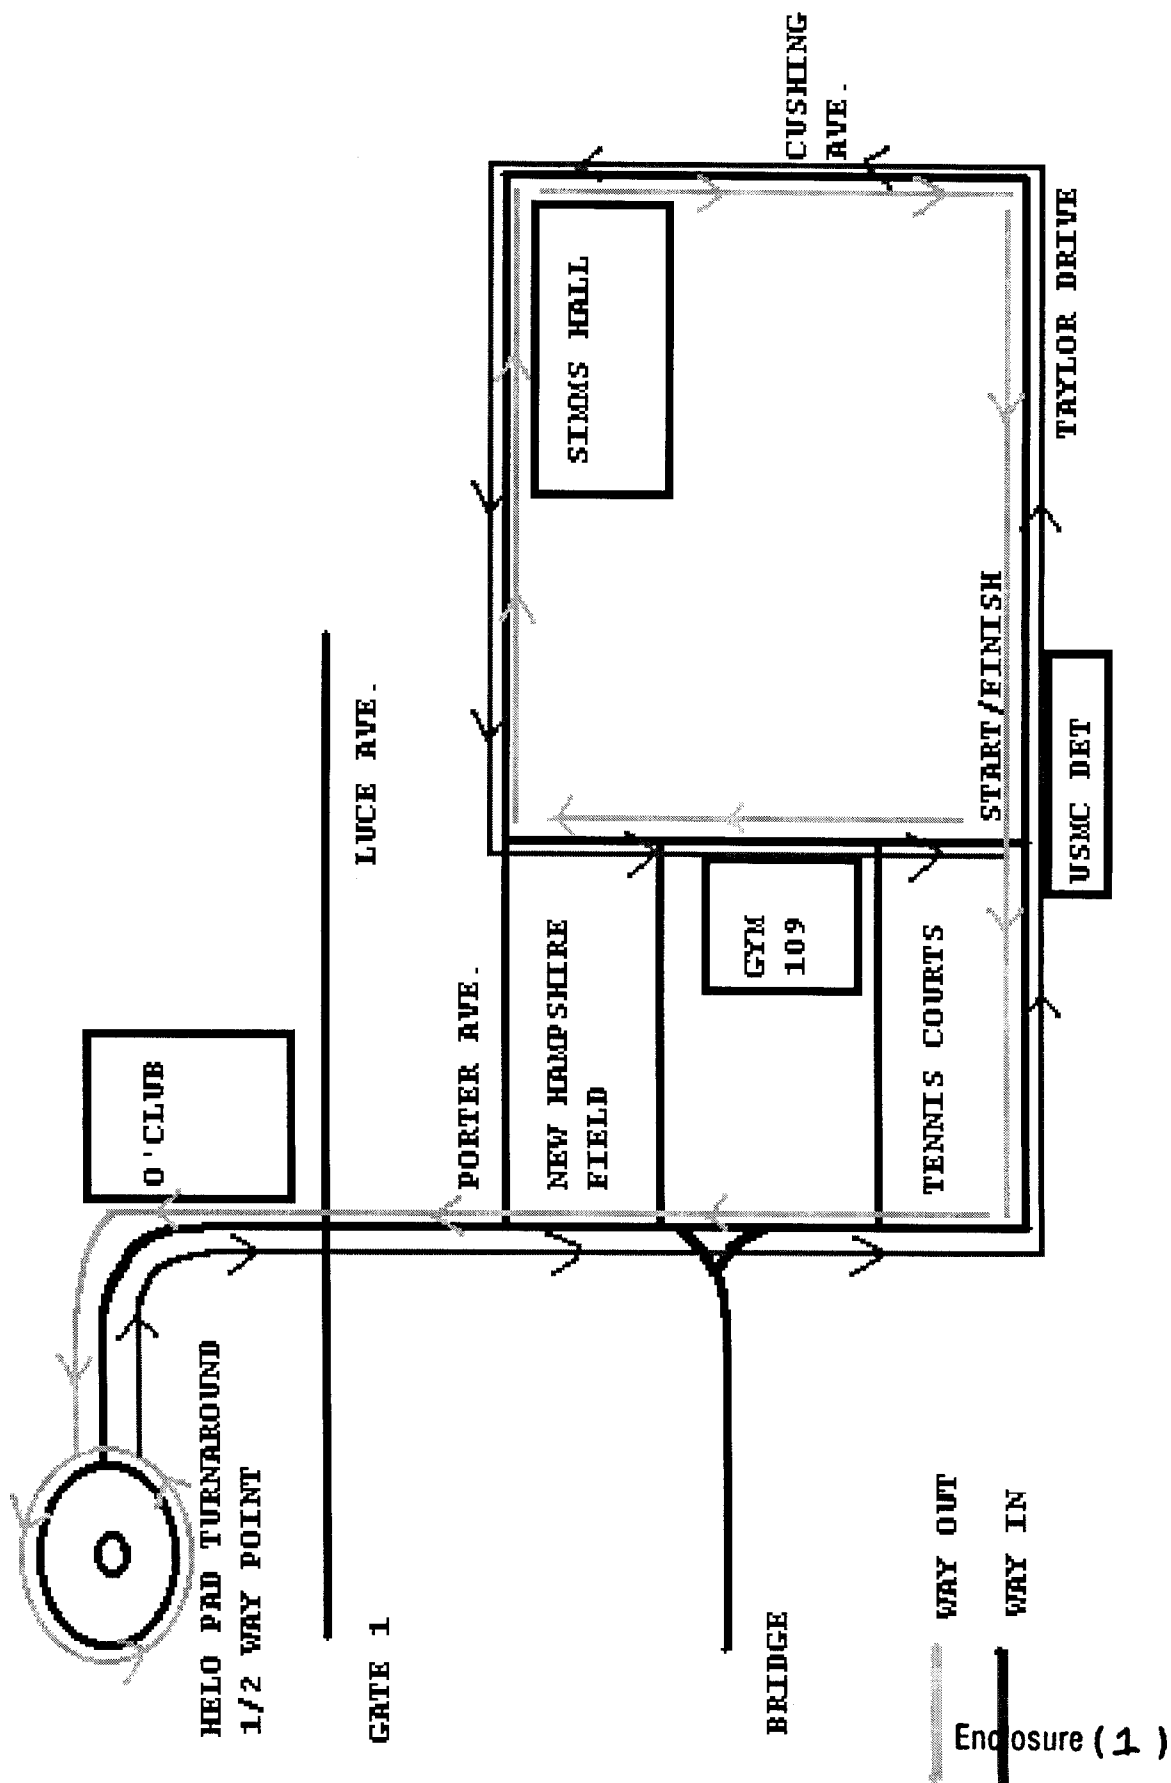 HELO PAD TURNAROUND
1/2 WAY POINT
O'CLUB
GATE 1
LUCE AVE.
PORTER AVE.
NEW HAMPSHIRE
FIELD
SIMMS HALL
BRIDGE
GYM
109
CUSHING
AVE.
TENNIS COURTS
START/FINISH
WAY OUT
WAY IN
USMC DET
TAYLOR DRIVE
Enclosure (1)